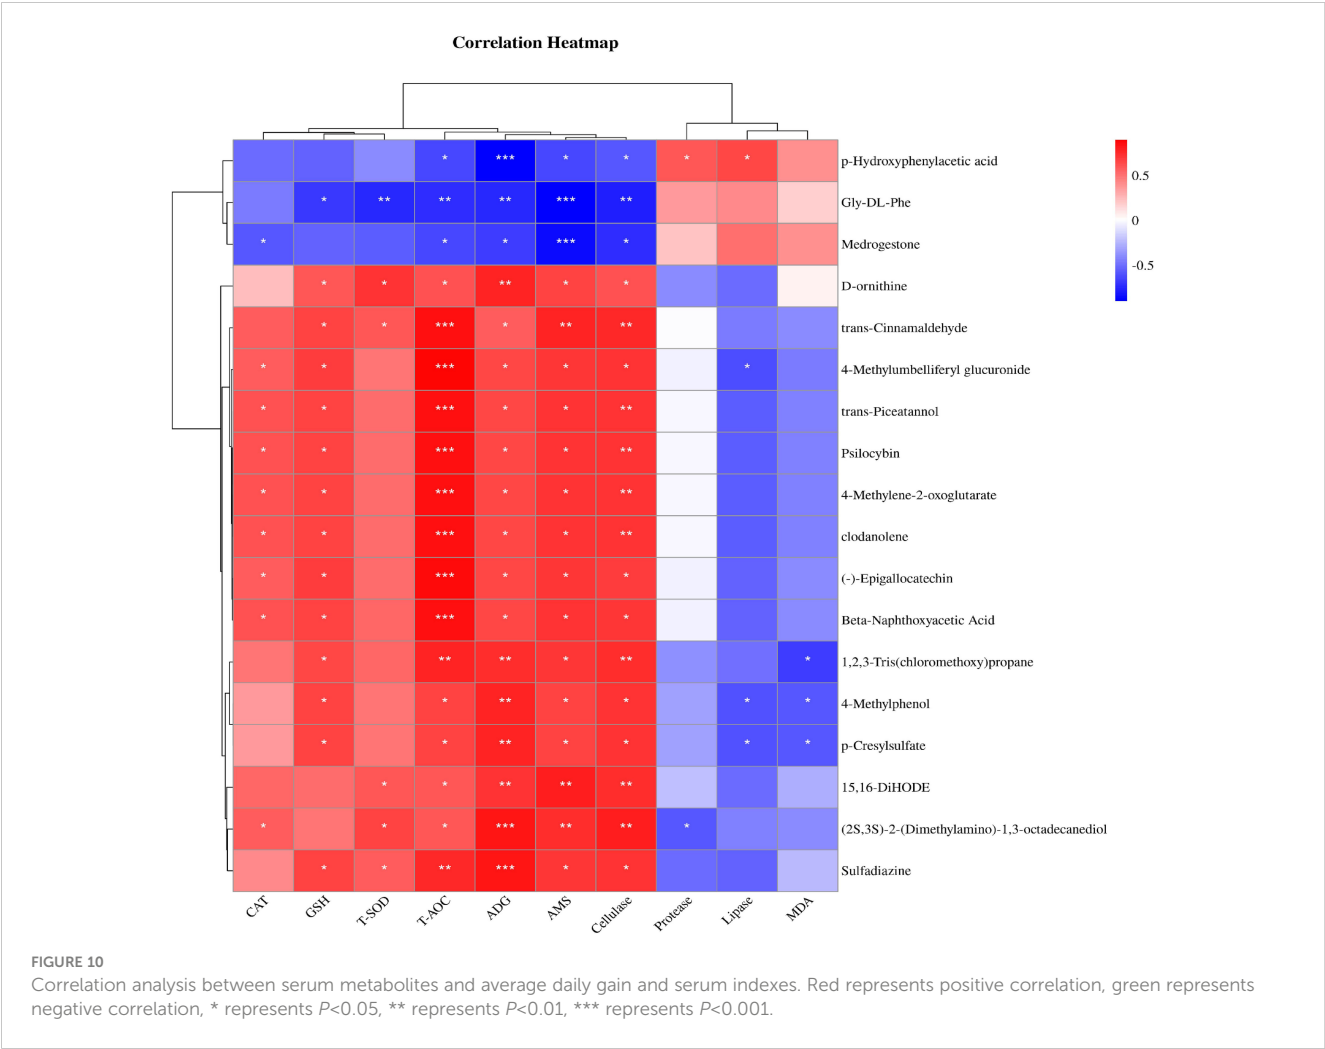 Correlation Heatmap
* *** * * * * p-Hydroxyphenylacetic acid
* ** ** ** *** ** Gly-DL-Phe
* * * *** * Medrogestone
* * * ** * * D-ornithine
* * *** * ** ** trans-Cinnamaldehyde
* * *** * * * * 4-Methylumbelliferyl glucuronide
* * *** * * ** trans-Piceatannol
* * *** * * ** Psilocybin
* * *** * * ** 4-Methylene-2-oxoglutarate
* * *** * * ** clodanolene
* * *** * * * (-)-Epigallocatechin
* * *** * * * Beta-Naphthoxyacetic Acid
* ** ** * ** * 1,2,3-Tris(chloromethoxy)propane
* * ** * * * * 4-Methylphenol
* * ** * * * * p-Cresylsulfate
* * ** ** ** 15,16-DiHODE
* * * *** ** ** * (2S,3S)-2-(Dimethylamino)-1,3-octadecanediol
* * ** *** * * Sulfadiazine
CAT GSH T-SOD T-AOC ADG AMS Cellulase Protease Lipase MDA
0.5
0
-0.5
FIGURE 10
Correlation analysis between serum metabolites and average daily gain and serum indexes. Red represents positive correlation, green represents
negative correlation, * represents P<0.05, ** represents P<0.01, *** represents P<0.001.